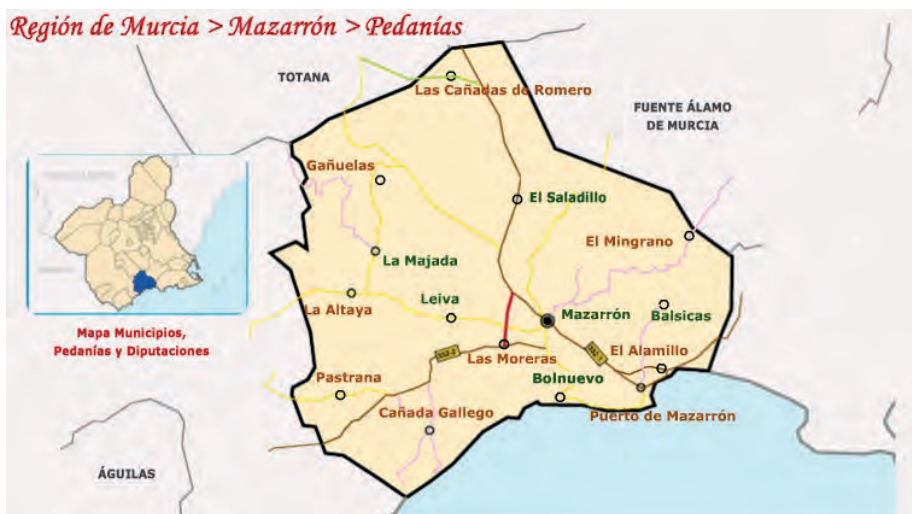 Región de Murcia > Mazarrón > Pedanías
TOTANA
Las Cañadas de Romero
FUENTE ÁLAMO
DE MURCIA
Gañuelas
El Saladillo
El Mingrano
La Majada
La Altaya
Leiva
Mazarrón
Balsicas
Mapa Municipios,
Pedanías y Diputaciones
Las Moreras
El Alamillo
Pastrana
Bolnuevo
Cañada Gallego
Puerto de Mazarrón
ÁGUILAS